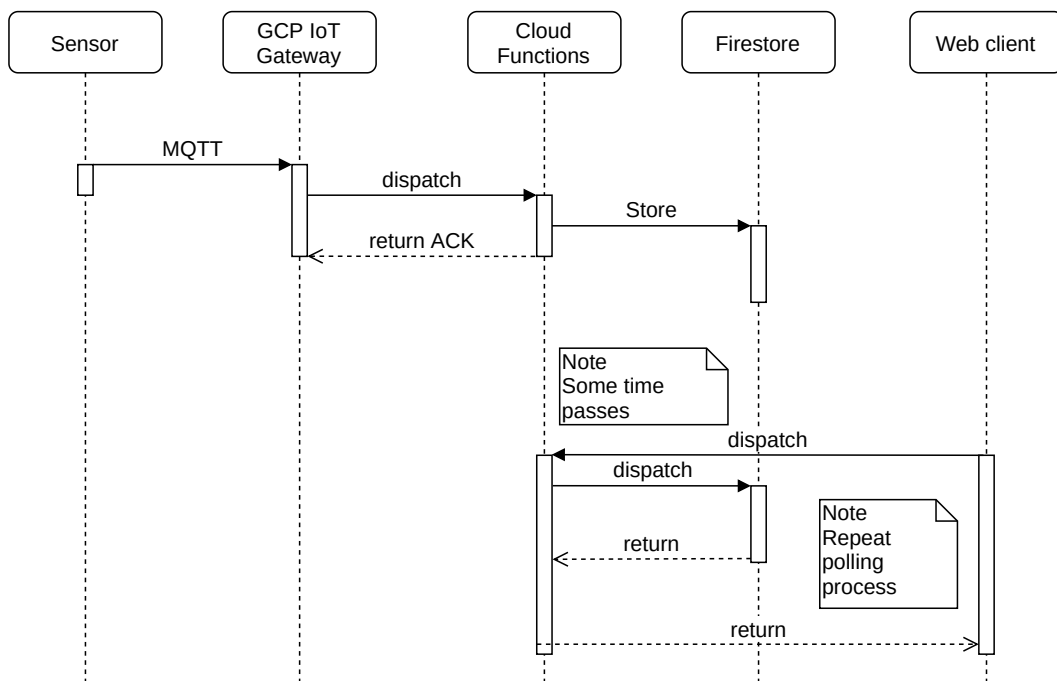 Sensor
GCP IoT
Gateway
Cloud
Functions
Firestore
Web client
MQTT
dispatch
Store
return ACK
Note
Some time
passes
dispatch
dispatch
Note
Repeat
polling
process
return
return